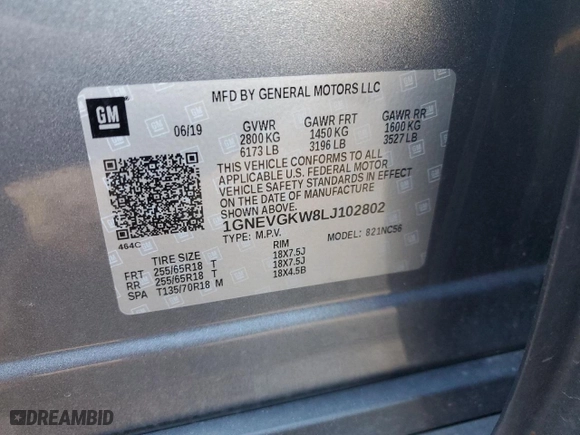 MFD BY GENERAL MOTORS LLC
GM
06/19 GVWR GAWR FRT GAWR RR
2800 KG 1450 KG 1600 KG
6173 LB 3196 LB 3527 LB
THIS VEHICLE CONFORMS TO ALL
APPLICABLE U.S. FEDERAL MOTOR
VEHICLE SAFETY STANDARDS IN EFFECT
ON THE DATE OF MANUFACTURE
1GNEVGKW8LJ102802
464C TYPE: M.P.V. MODEL: 821NC56
TIRE SIZE RIM
FRT 255/65R18 T 18X7.5J
RR 255/65R18 T 18X7.5J
SPA T135/70R18 M 18X4.5B
DREAMBID